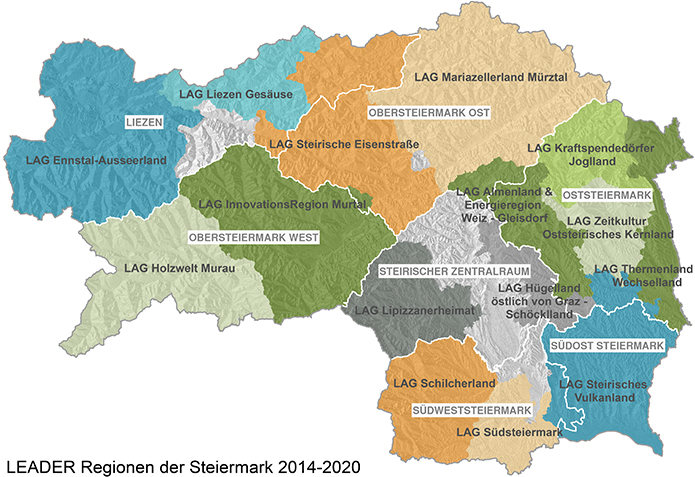 LAG Mariazellerland Mürztal
LAG Liezen Gesäuse
OBERSTEIERMARK OST
LIEZEN
LAG Steirische Eisenstraße
LAG Kraftspendedörfer
Joglland
LAG Ennstal-Ausseerland
LAG Almenland &
Energieregion
Weiz - Gleisdorf
OSTSTEIERMARK
LAG InnovationsRegion Murtal
LAG Zeitkultur
Oststeirisches Kernland
OBERSTEIERMARK WEST
LAG Holzwelt Murau
STEIRISCHER ZENTRALRAUM
LAG Thermenland
Wechselland
LAG Hügelland
östlich von Graz -
Schöcklland
LAG Lipizzanerheimat
SÜDOST STEIERMARK
LAG Schilcherland
LAG Steirisches
Vulkanland
SÜDWESTSTEIERMARK
LAG Südsteiermark
LEADER Regionen der Steiermark 2014-2020